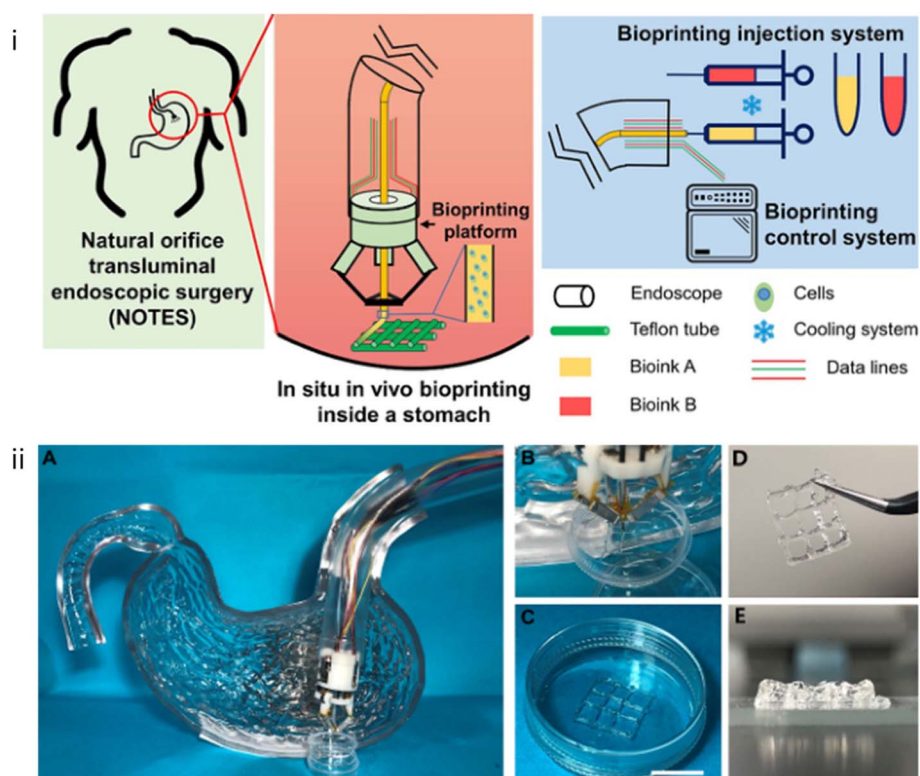 i
Natural orifice
transluminal
endoscopic surgery
(NOTES)
Bioprinting
platform
In situ in vivo bioprinting
inside a stomach
Bioprinting injection system
Bioprinting
control system
Endoscope
Cells
Teflon tube
Cooling system
Bioink A
Data lines
Bioink B
ii
A
B
C
D
E